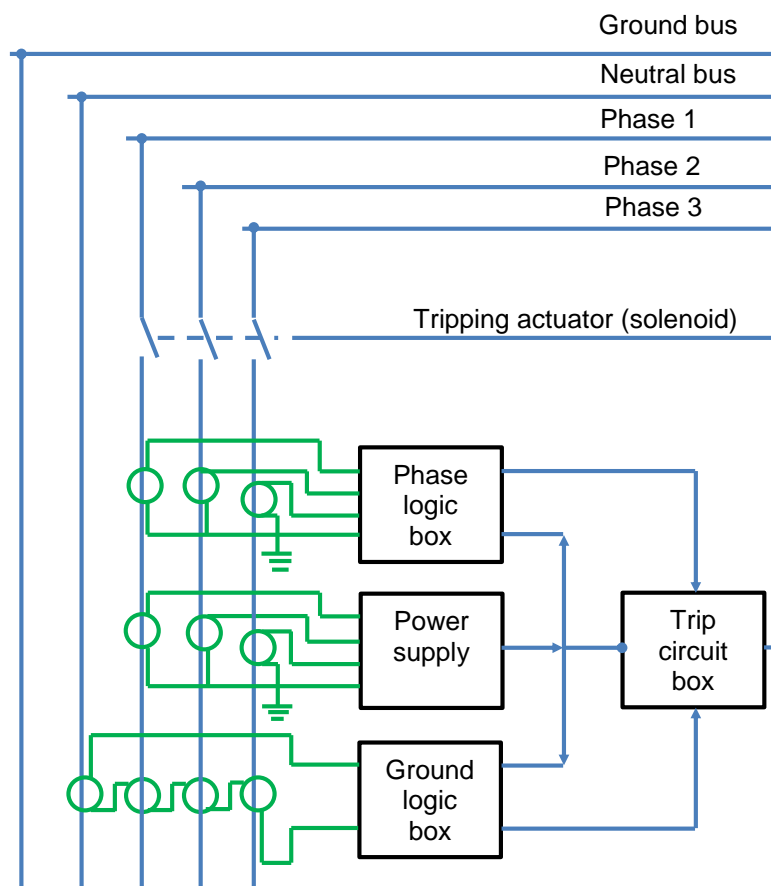 Ground bus
Neutral bus
Phase 1
Phase 2
Phase 3
Tripping actuator (solenoid)
Phase
logic
box
Power
supply
Trip
circuit
box
Ground
logic
box